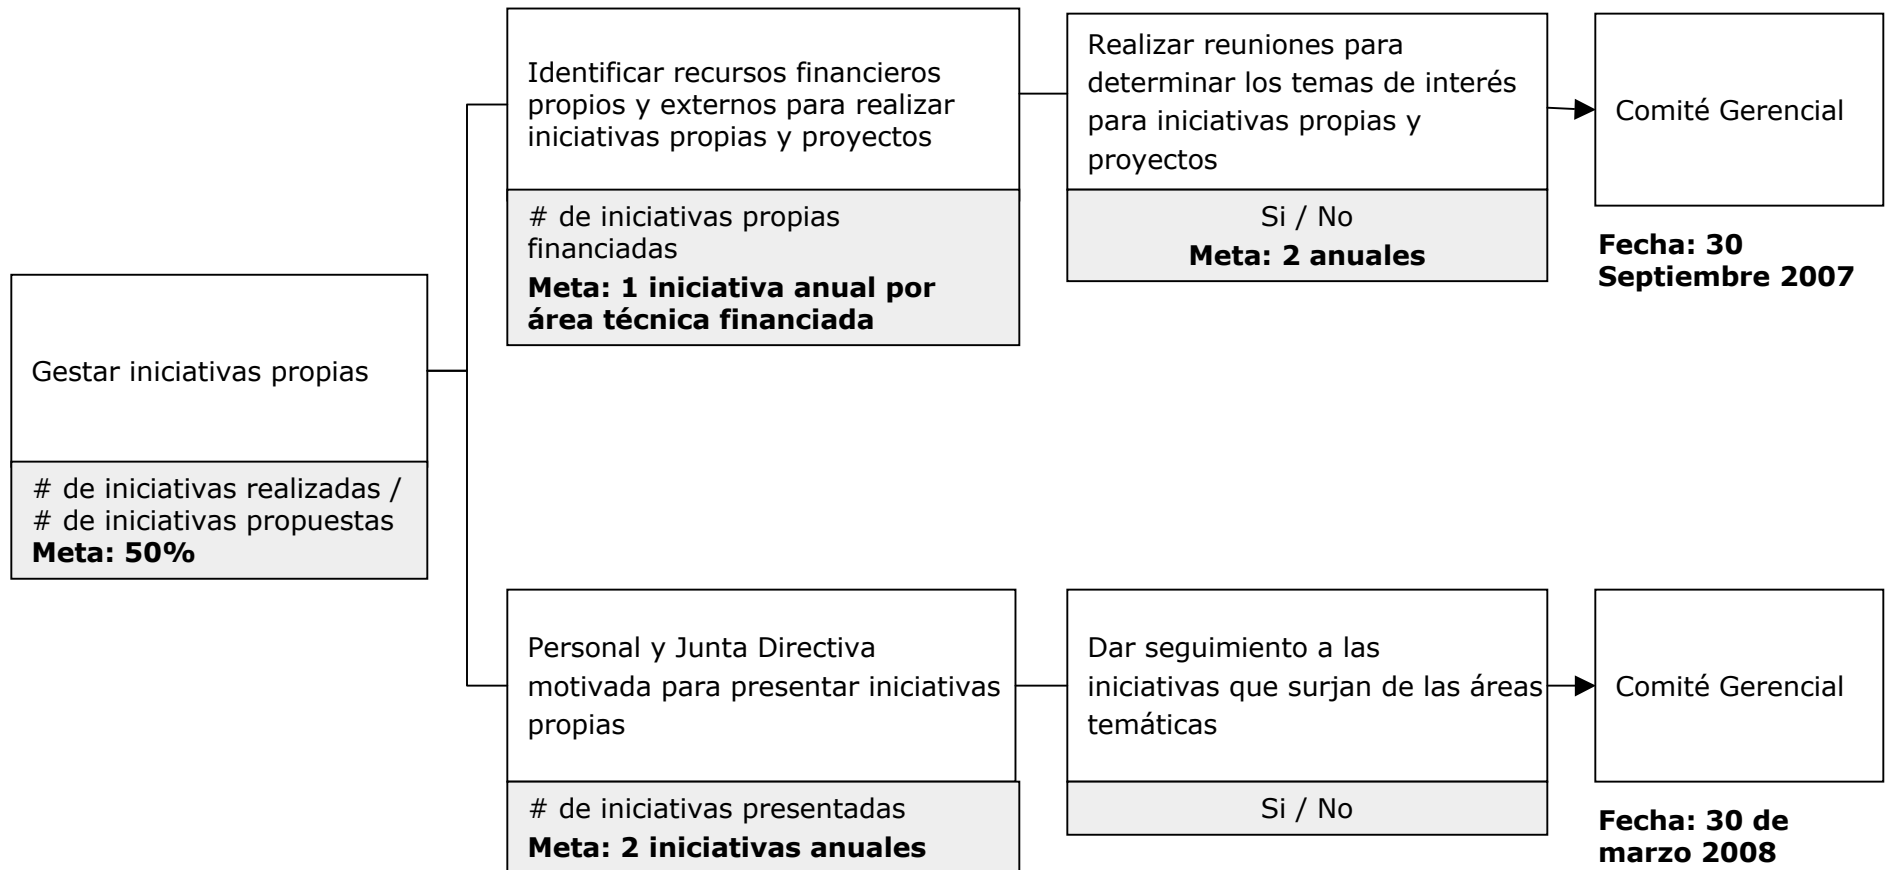 Gestar iniciativas propias
# de iniciativas realizadas /
# de iniciativas propuestas
Meta: 50%
Identificar recursos financieros
propios y externos para realizar
iniciativas propias y proyectos
# de iniciativas propias
financiadas
Meta: 1 iniciativa anual por
área técnica financiada
Realizar reuniones para
determinar los temas de interés
para iniciativas propias y
proyectos
Si / No
Meta: 2 anuales
Comité Gerencial
Fecha: 30
Septiembre 2007
Personal y Junta Directiva
motivada para presentar iniciativas
propias
# de iniciativas presentadas
Meta: 2 iniciativas anuales
Dar seguimiento a las
iniciativas que surjan de las áreas
temáticas
Si / No
Comité Gerencial
Fecha: 30 de
marzo 2008